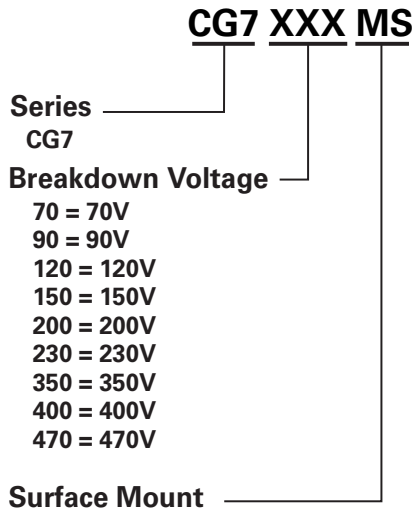 CG7 XXX MS
Series
CG7
Breakdown Voltage
70 = 70V
90 = 90V
120 = 120V
150 = 150V
200 = 200V
230 = 230V
350 = 350V
400 = 400V
470 = 470V
Surface Mount